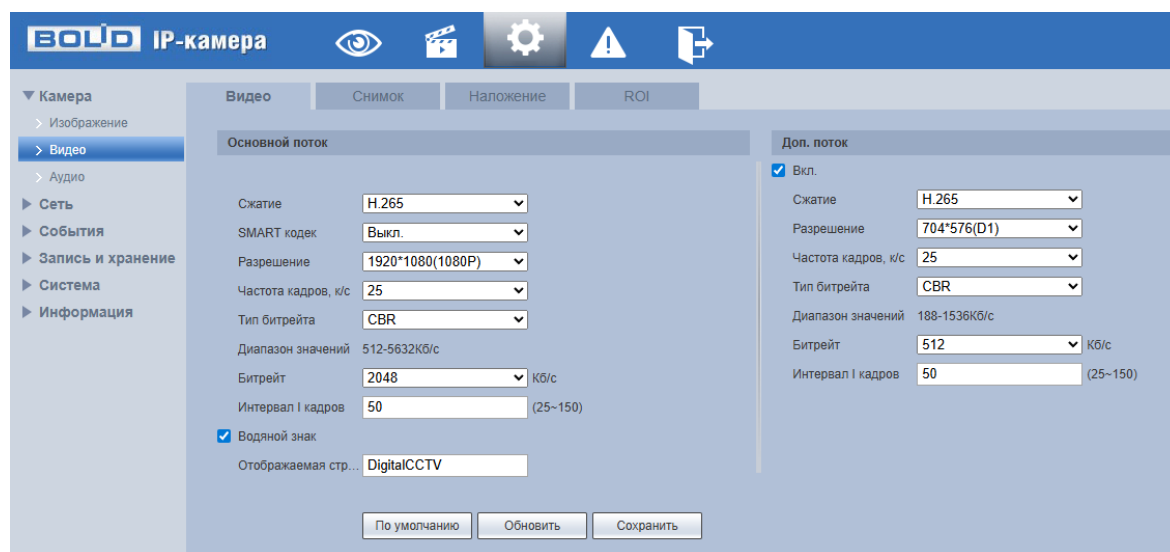 BOLID IP-камера
Камера
Изображение
Видео
Аудио
Сеть
События
Запись и хранение
Система
Информация
Видео Снимок Наложение ROI
Основной поток
Сжатие H.265
SMART кодек Выкл.
Разрешение 1920*1080(1080P)
Частота кадров, к/с 25
Тип битрейта CBR
Диапазон значений 512-5632Кб/с
Битрейт 2048 Кб/с
Интервал I кадров 50 (25~150)
Водяной знак
Отображаемая стр... DigitalCCTV
По умолчанию Обновить Сохранить
Доп. поток
Вкл.
Сжатие H.265
Разрешение 704*576(D1)
Частота кадров, к/с 25
Тип битрейта CBR
Диапазон значений 188-1536Кб/с
Битрейт 512 Кб/с
Интервал I кадров 50 (25~150)